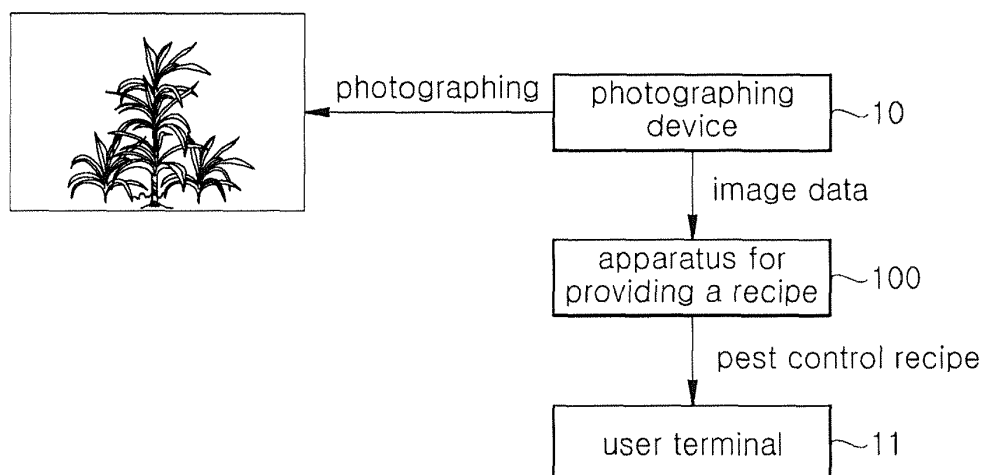 photographing
photographing
device
10
image data
apparatus for
providing a recipe
100
pest control recipe
user terminal
11